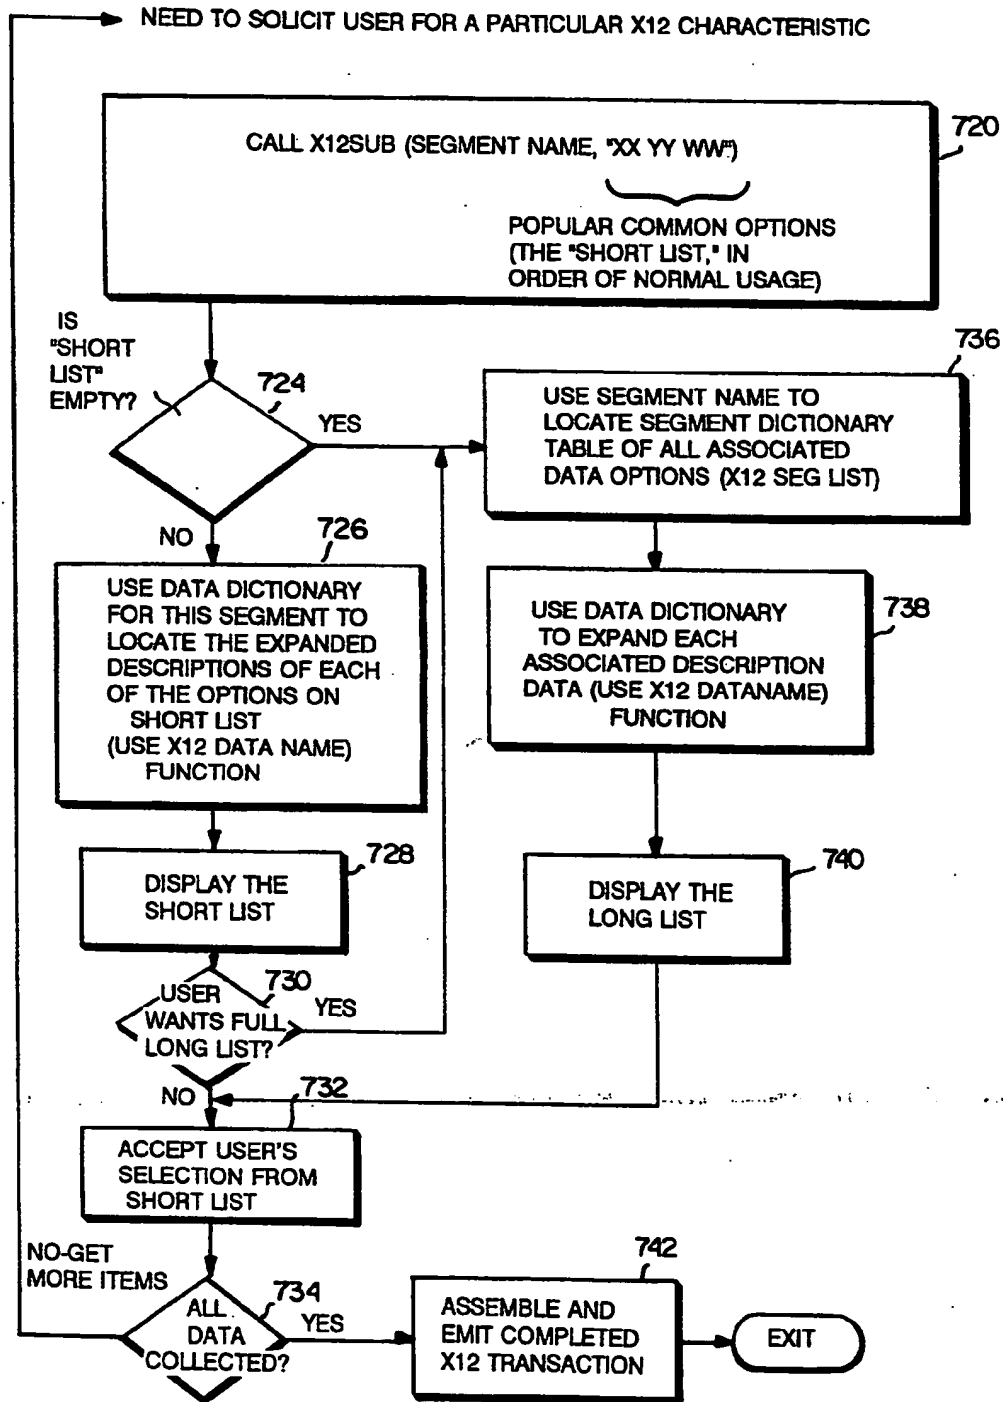 NEED TO SOLICIT USER FOR A PARTICULAR X12 CHARACTERISTIC
720
CALL X12SUB (SEGMENT NAME, "XX YY WW")
POPULAR COMMON OPTIONS
(THE "SHORT LIST," IN
ORDER OF NORMAL USAGE)
IS
"SHORT
LIST"
EMPTY?
724
YES
NO
736
USE SEGMENT NAME TO
LOCATE SEGMENT DICTIONARY
TABLE OF ALL ASSOCIATED
DATA OPTIONS (X12 SEG LIST)
726
USE DATA DICTIONARY
FOR THIS SEGMENT TO
LOCATE THE EXPANDED
DESCRIPTIONS OF EACH
OF THE OPTIONS ON
SHORT LIST
(USE X12 DATA NAME)
FUNCTION
738
USE DATA DICTIONARY
TO EXPAND EACH
ASSOCIATED DESCRIPTION
DATA (USE X12 DATANAME)
FUNCTION
728
DISPLAY THE
SHORT LIST
740
DISPLAY THE
LONG LIST
730
USER
WANTS FULL
LONG LIST?
YES
NO
732
ACCEPT USER'S
SELECTION FROM
SHORT LIST
NO-GET
MORE ITEMS
734
ALL
DATA
COLLECTED?
YES
742
ASSEMBLE AND
EMIT COMPLETED
X12 TRANSACTION
EXIT